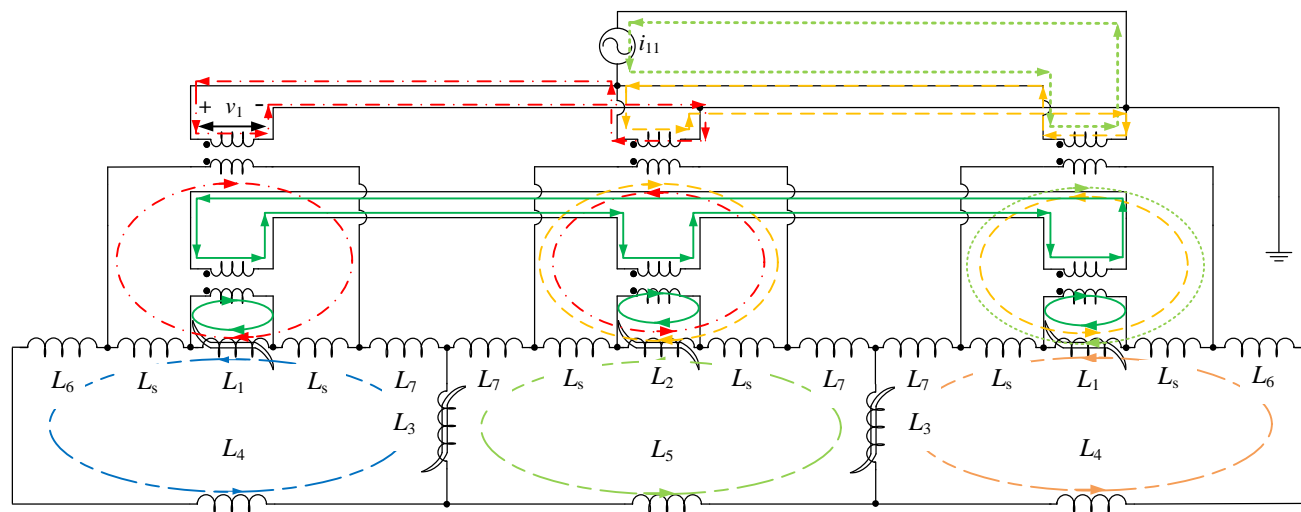 i11
+ v1 -
L6 Ls L1 Ls L7 L7 Ls L2 Ls L7 L7 Ls L1 Ls L6
L3 L3
L4 L5 L4